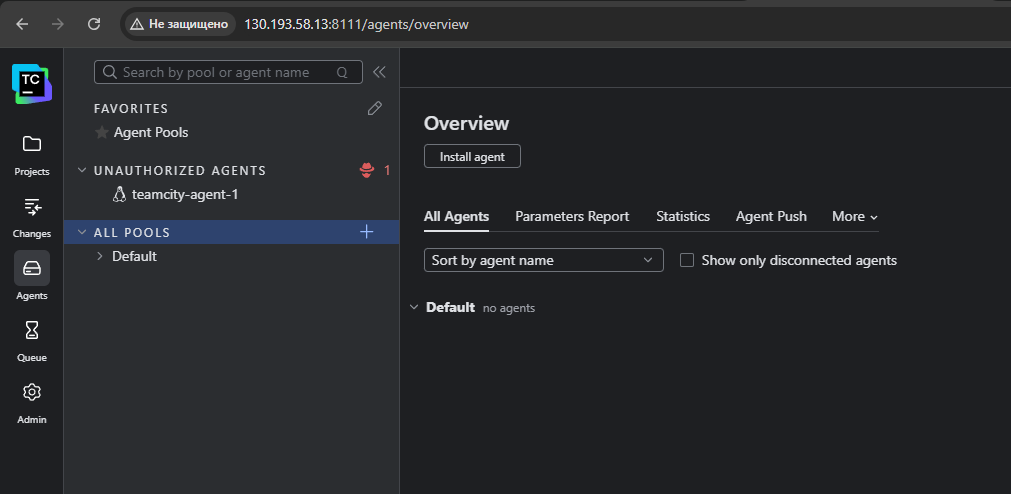 Не защищено 130.193.58.13:8111/agents/overview
TC
Projects
Changes
Agents
Queue
Admin
Search by pool or agent name Q
FAVORITES
Agent Pools
UNAUTHORIZED AGENTS 1
teamcity-agent-1
ALL POOLS
Default
Overview
Install agent
All Agents Parameters Report Statistics Agent Push More
Sort by agent name Show only disconnected agents
Default no agents